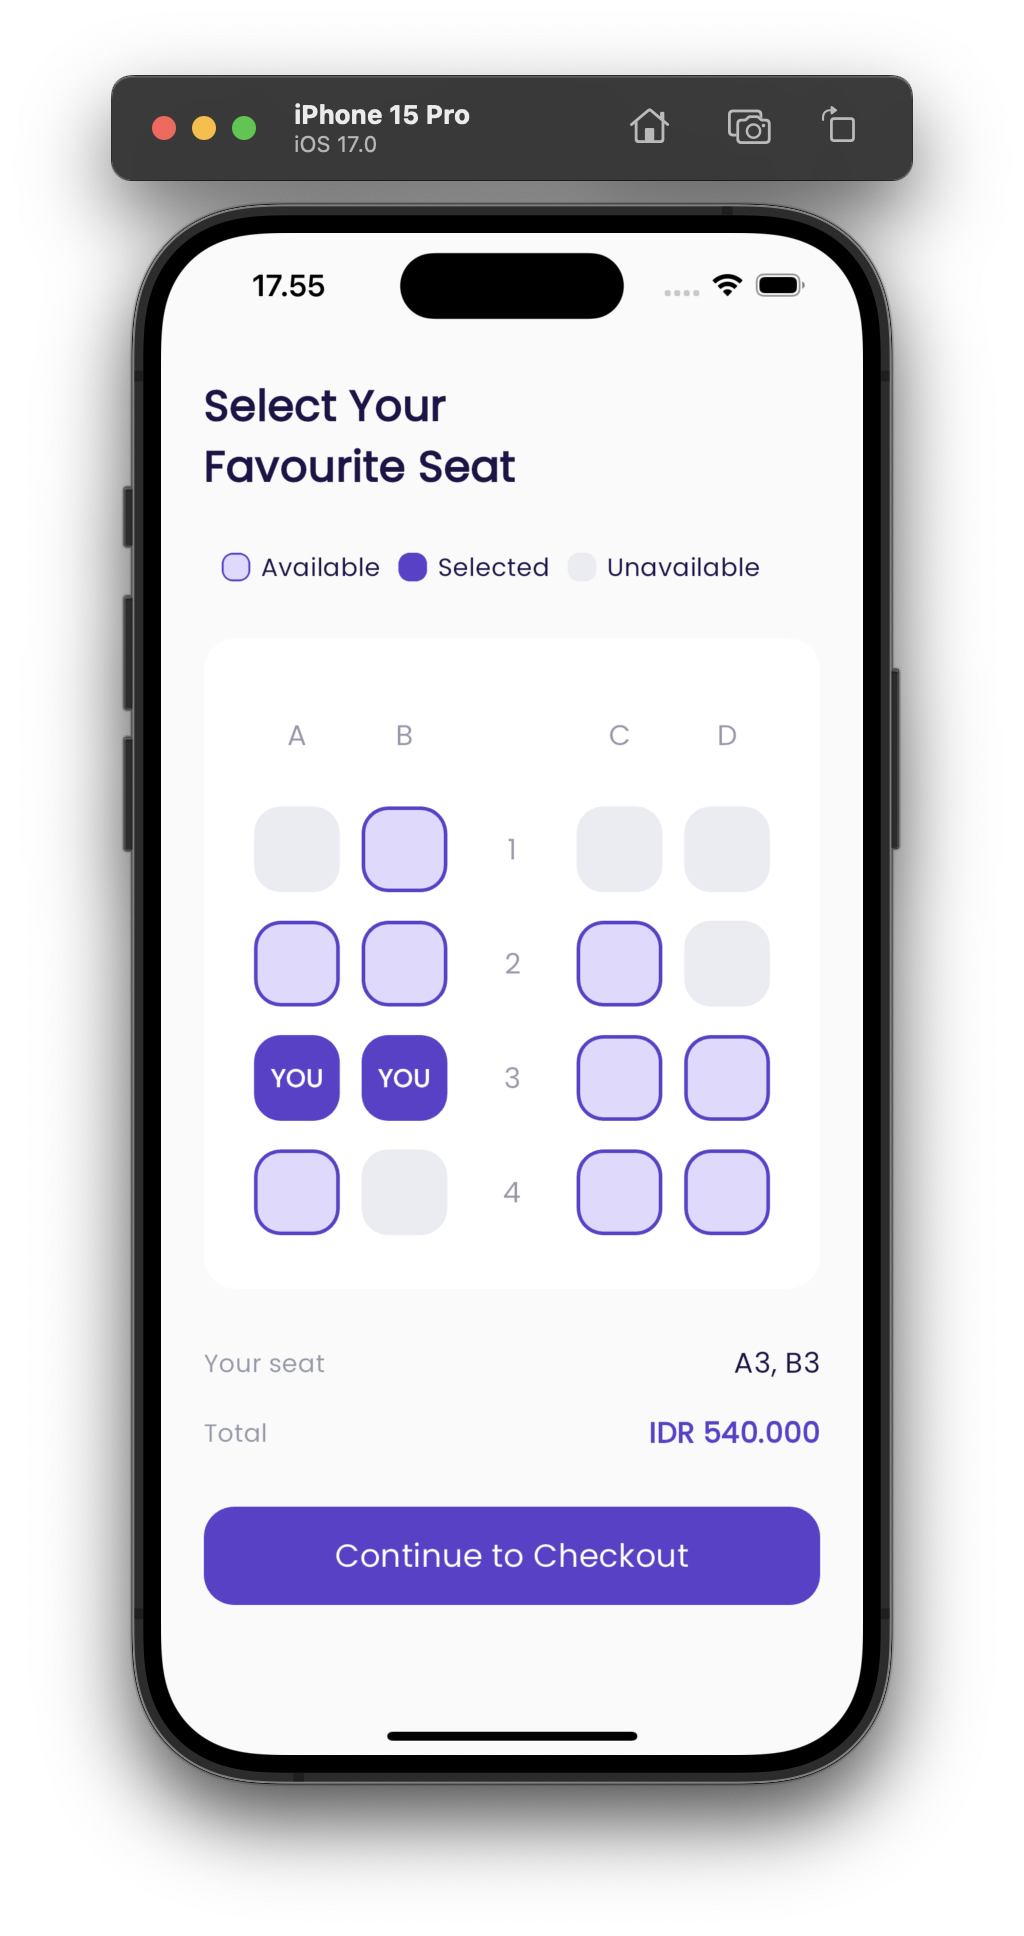 iPhone 15 Pro
iOS 17.0
17.55
Select Your
Favourite Seat
Available Selected Unavailable
A B C D
1
2
YOU YOU 3
4
Your seat A3, B3
Total IDR 540.000
Continue to Checkout